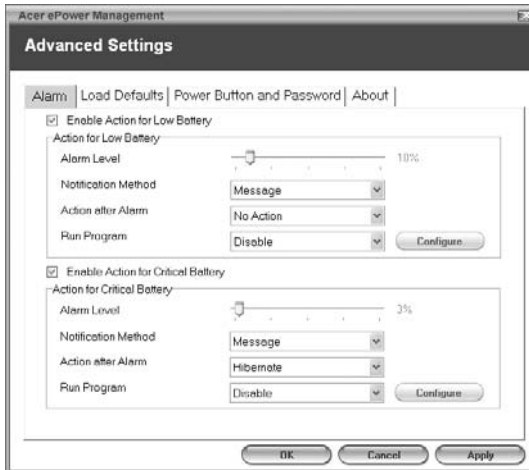 Acer ePower Management
Advanced Settings
Alarm Load Defaults Power Button and Password About
Enable Action for Low Battery
Action for Low Battery
Alarm Level 10%
Notification Method Message
Action after Alarm No Action
Run Program Disable Configure
Enable Action for Critical Battery
Action for Critical Battery
Alarm Level 3%
Notification Method Message
Action after Alarm Hibernate
Run Program Disable Configure
OK Cancel Apply